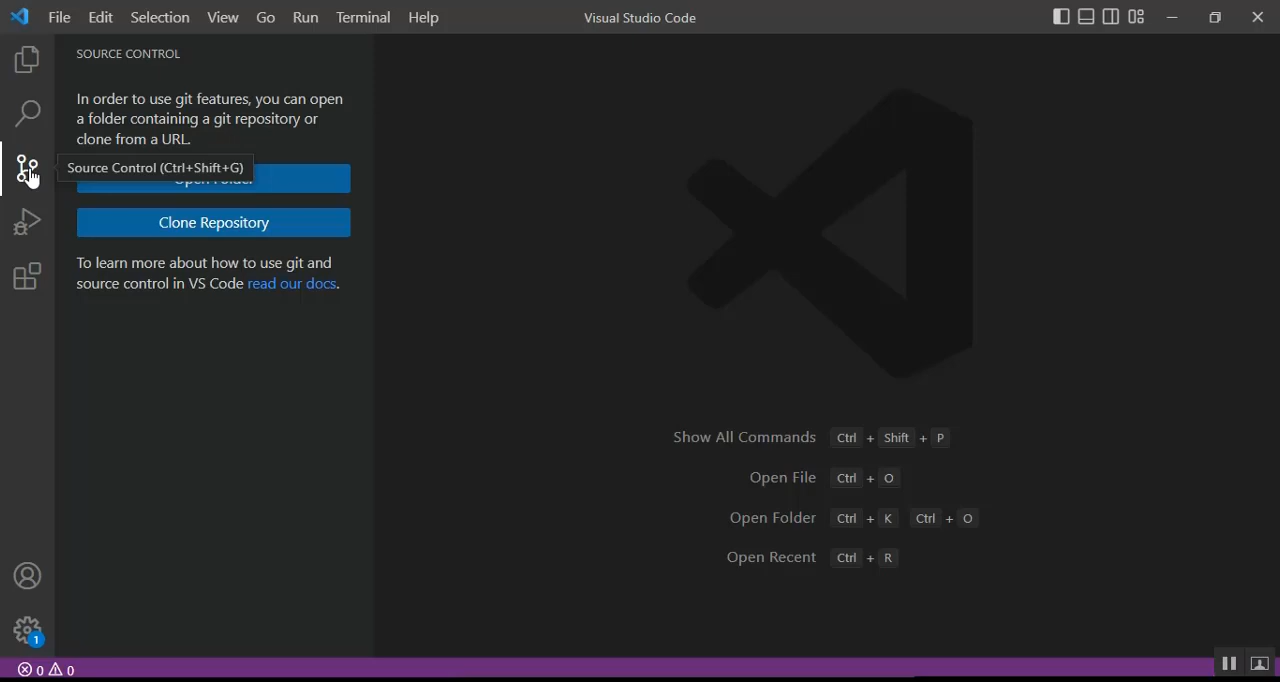 File Edit Selection View Go Run Terminal Help
Visual Studio Code
SOURCE CONTROL
In order to use git features, you can open
a folder containing a git repository or
clone from a URL.
Source Control (Ctrl+Shift+G)
Open Folder
Clone Repository
To learn more about how to use git and
source control in VS Code read our docs.
Show All Commands Ctrl + Shift + P
Open File Ctrl + O
Open Folder Ctrl + K Ctrl + O
Open Recent Ctrl + R
1
0 0